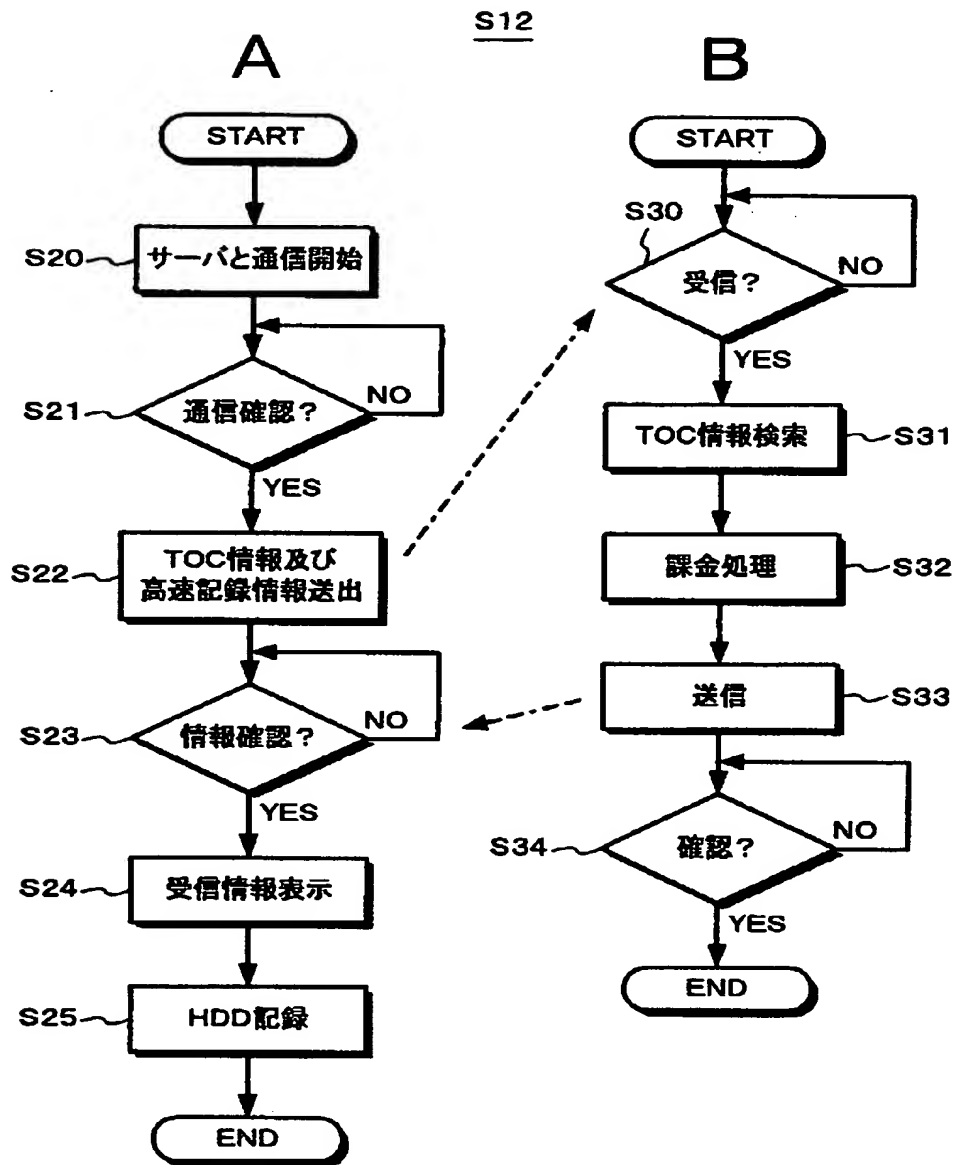 S12
A
START
S20
サーバと通信開始
S21
通信確認?
NO
YES
S22
TOC情報及び
高速記録情報送出
S23
情報確認?
NO
YES
S24
受信情報表示
S25
HDD記録
END
B
START
S30
受信?
NO
YES
TOC情報検索
S31
課金処理
S32
送信
S33
S34
確認?
NO
YES
END